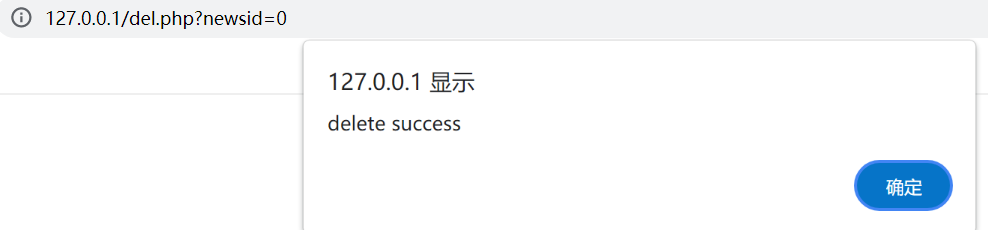 127.0.0.1/del.php?newsid=0
127.0.0.1 显示
delete success
确定